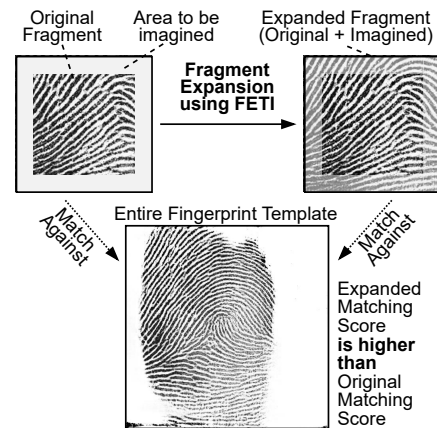 Original
Fragment
Area to be
imagined
Expanded Fragment
(Original + Imagined)
Fragment
Expansion
using FETI
Match
Against
Entire Fingerprint Template
Match
Against
Expanded
Matching
Score
is higher
than
Original
Matching
Score